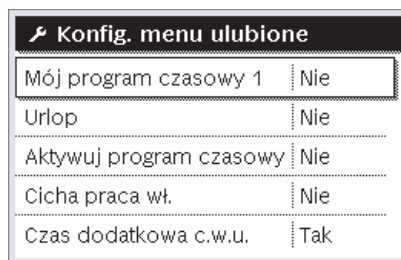 Konfig. menu ulubione
Mój program czasowy 1 Nie
Urlop Nie
Aktywuj program czasowy Nie
Cicha praca wł. Nie
Czas dodatkowa c.w.u. Tak